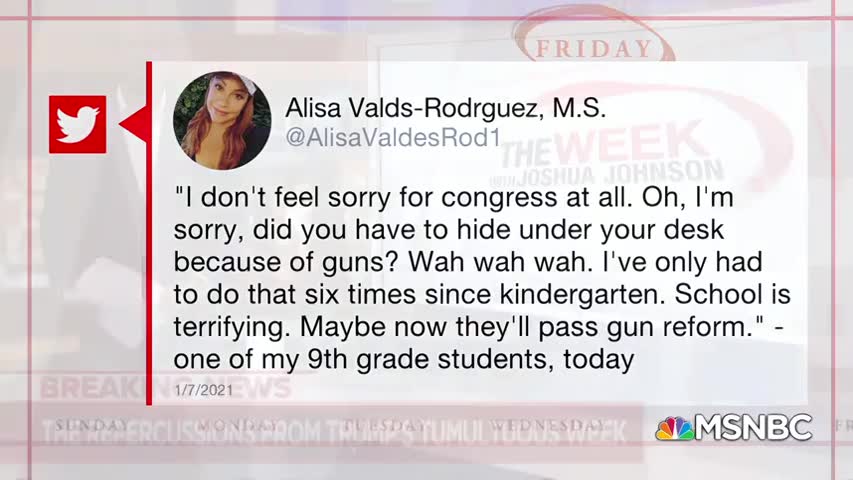 FRIDAY
THE WEEK
WITH JOSHUA JOHNSON
Alisa Valds-Rodrguez, M.S.
@AlisaValdesRod1
"I don't feel sorry for congress at all. Oh, I'm
sorry, did you have to hide under your desk
because of guns? Wah wah wah. I've only had
to do that six times since kindergarten. School is
terrifying. Maybe now they'll pass gun reform." -
one of my 9th grade students, today
1/7/2021
BREAKING NEWS
SUNDAY MONDAY TUESDAY WEDNESDAY FR
THE REPERCUSSIONS FROM TRUMP'S TUMULTUOUS WEEK
MSNBC